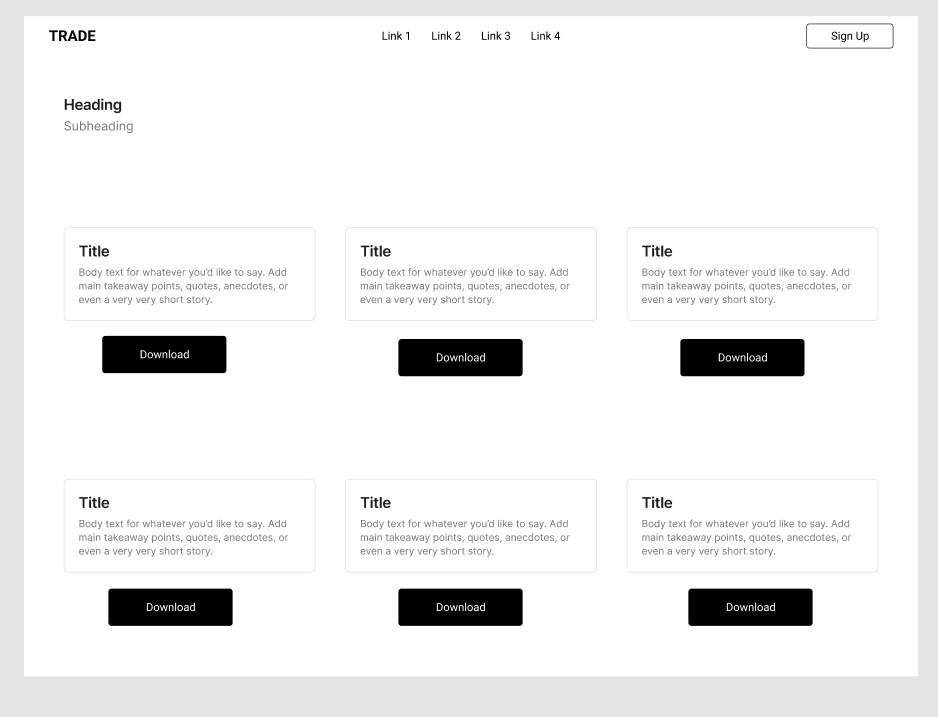 TRADE
Link 1 Link 2 Link 3 Link 4
Sign Up
Heading
Subheading
Title
Body text for whatever you'd like to say. Add
main takeaway points, quotes, anecdotes, or
even a very very short story.
Download
Title
Body text for whatever you'd like to say. Add
main takeaway points, quotes, anecdotes, or
even a very very short story.
Download
Title
Body text for whatever you'd like to say. Add
main takeaway points, quotes, anecdotes, or
even a very very short story.
Download
Title
Body text for whatever you'd like to say. Add
main takeaway points, quotes, anecdotes, or
even a very very short story.
Download
Title
Body text for whatever you'd like to say. Add
main takeaway points, quotes, anecdotes, or
even a very very short story.
Download
Title
Body text for whatever you'd like to say. Add
main takeaway points, quotes, anecdotes, or
even a very very short story.
Download